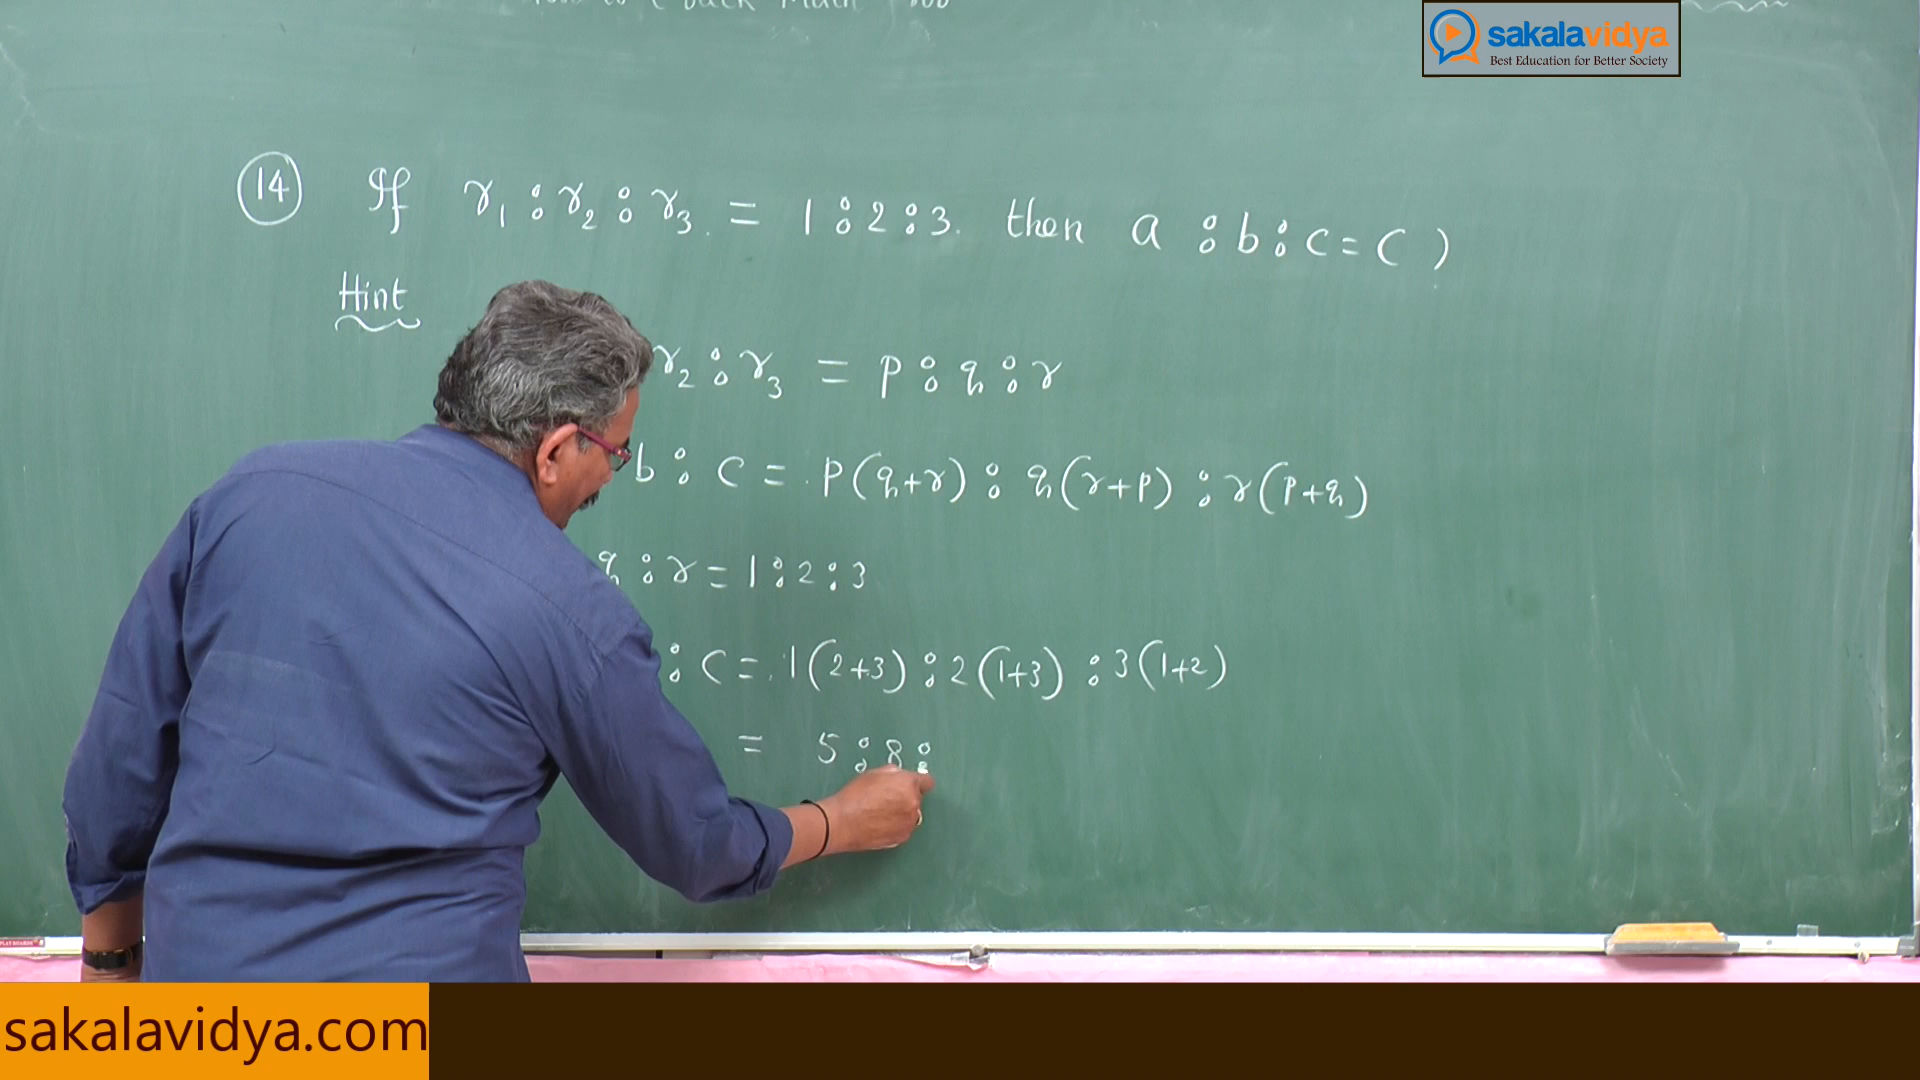 sakalavidya
Best Education for Better Society
14 If r₁ : r₂ : r₃ = 1 : 2 : 3. then a : b : c = ( )
Hint
r₂ : r₃ = p : q : r
b : c = p(q+r) : q(r+p) : r(p+q)
q : r = 1 : 2 : 3
: c = 1(2+3) : 2(1+3) : 3(1+2)
= 5 : 8 :
sakalavidya.com